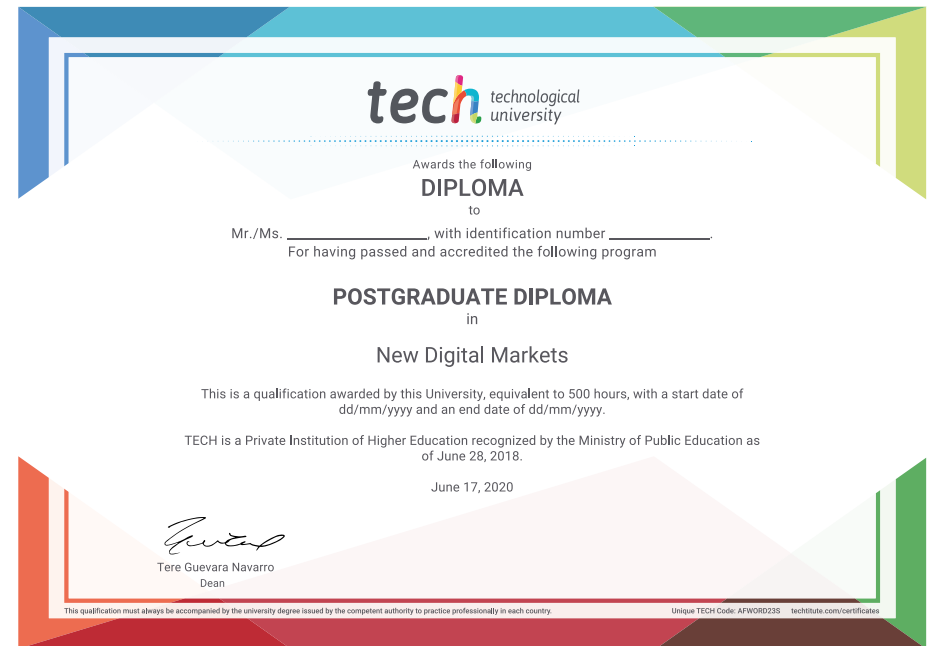 tech technological
university
Awards the following
DIPLOMA
to
Mr./Ms. ____________________, with identification number ______________.
For having passed and accredited the following program
POSTGRADUATE DIPLOMA
in
New Digital Markets
This is a qualification awarded by this University, equivalent to 500 hours, with a start date of
dd/mm/yyyy and an end date of dd/mm/yyyy.
TECH is a Private Institution of Higher Education recognized by the Ministry of Public Education as
of June 28, 2018.
June 17, 2020
Tere Guevara Navarro
Dean
This qualification must always be accompanied by the university degree issued by the competent authority to practice professionally in each country.
Unique TECH Code: AFWORD23S techtitute.com/certificates